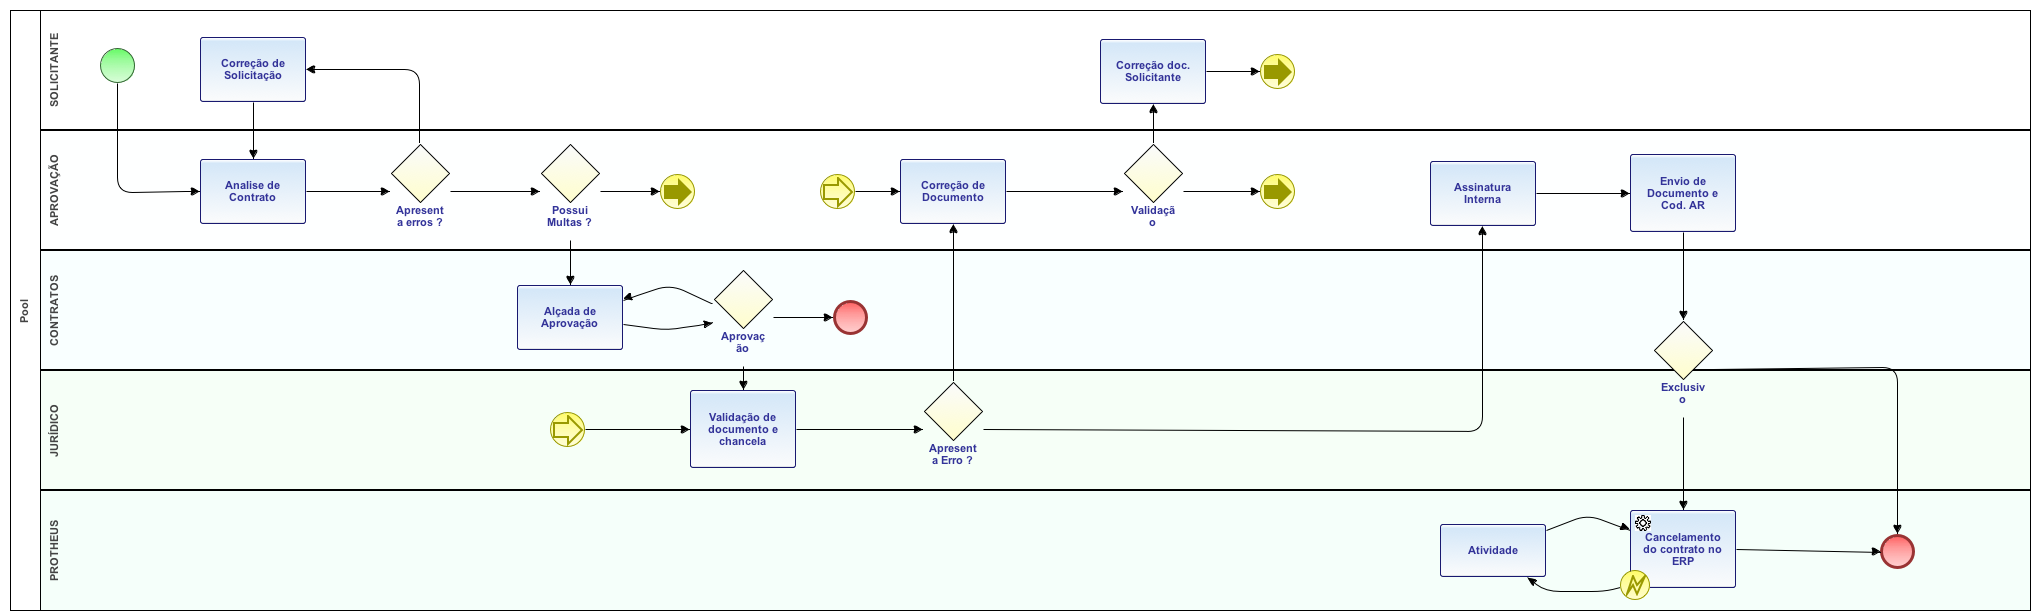 Pool
SOLICITANTE
Correção de
Solicitação
Correção doc.
Solicitante
APROVAÇÃO
Analise de
Contrato
Apresent
a erros ?
Possui
Multas ?
Correção de
Documento
Validaçã
o
Assinatura
Interna
Envio de
Documento e
Cod. AR
CONTRATOS
Alçada de
Aprovação
Aprovaç
ão
Exclusiv
o
JURÍDICO
Validação de
documento e
chancela
Apresent
a Erro ?
PROTHEUS
Atividade
Cancelamento
do contrato no
ERP